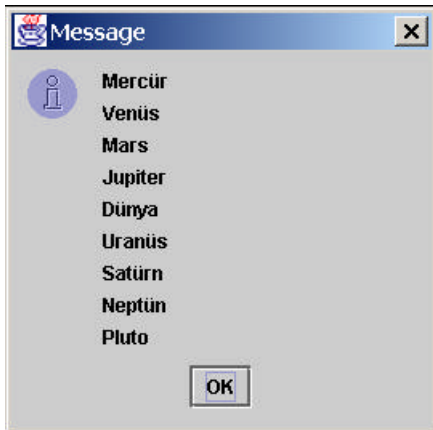 Message
Mercür
Venüs
Mars
Jupiter
Dünya
Uranüs
Satürn
Neptün
Pluto
OK